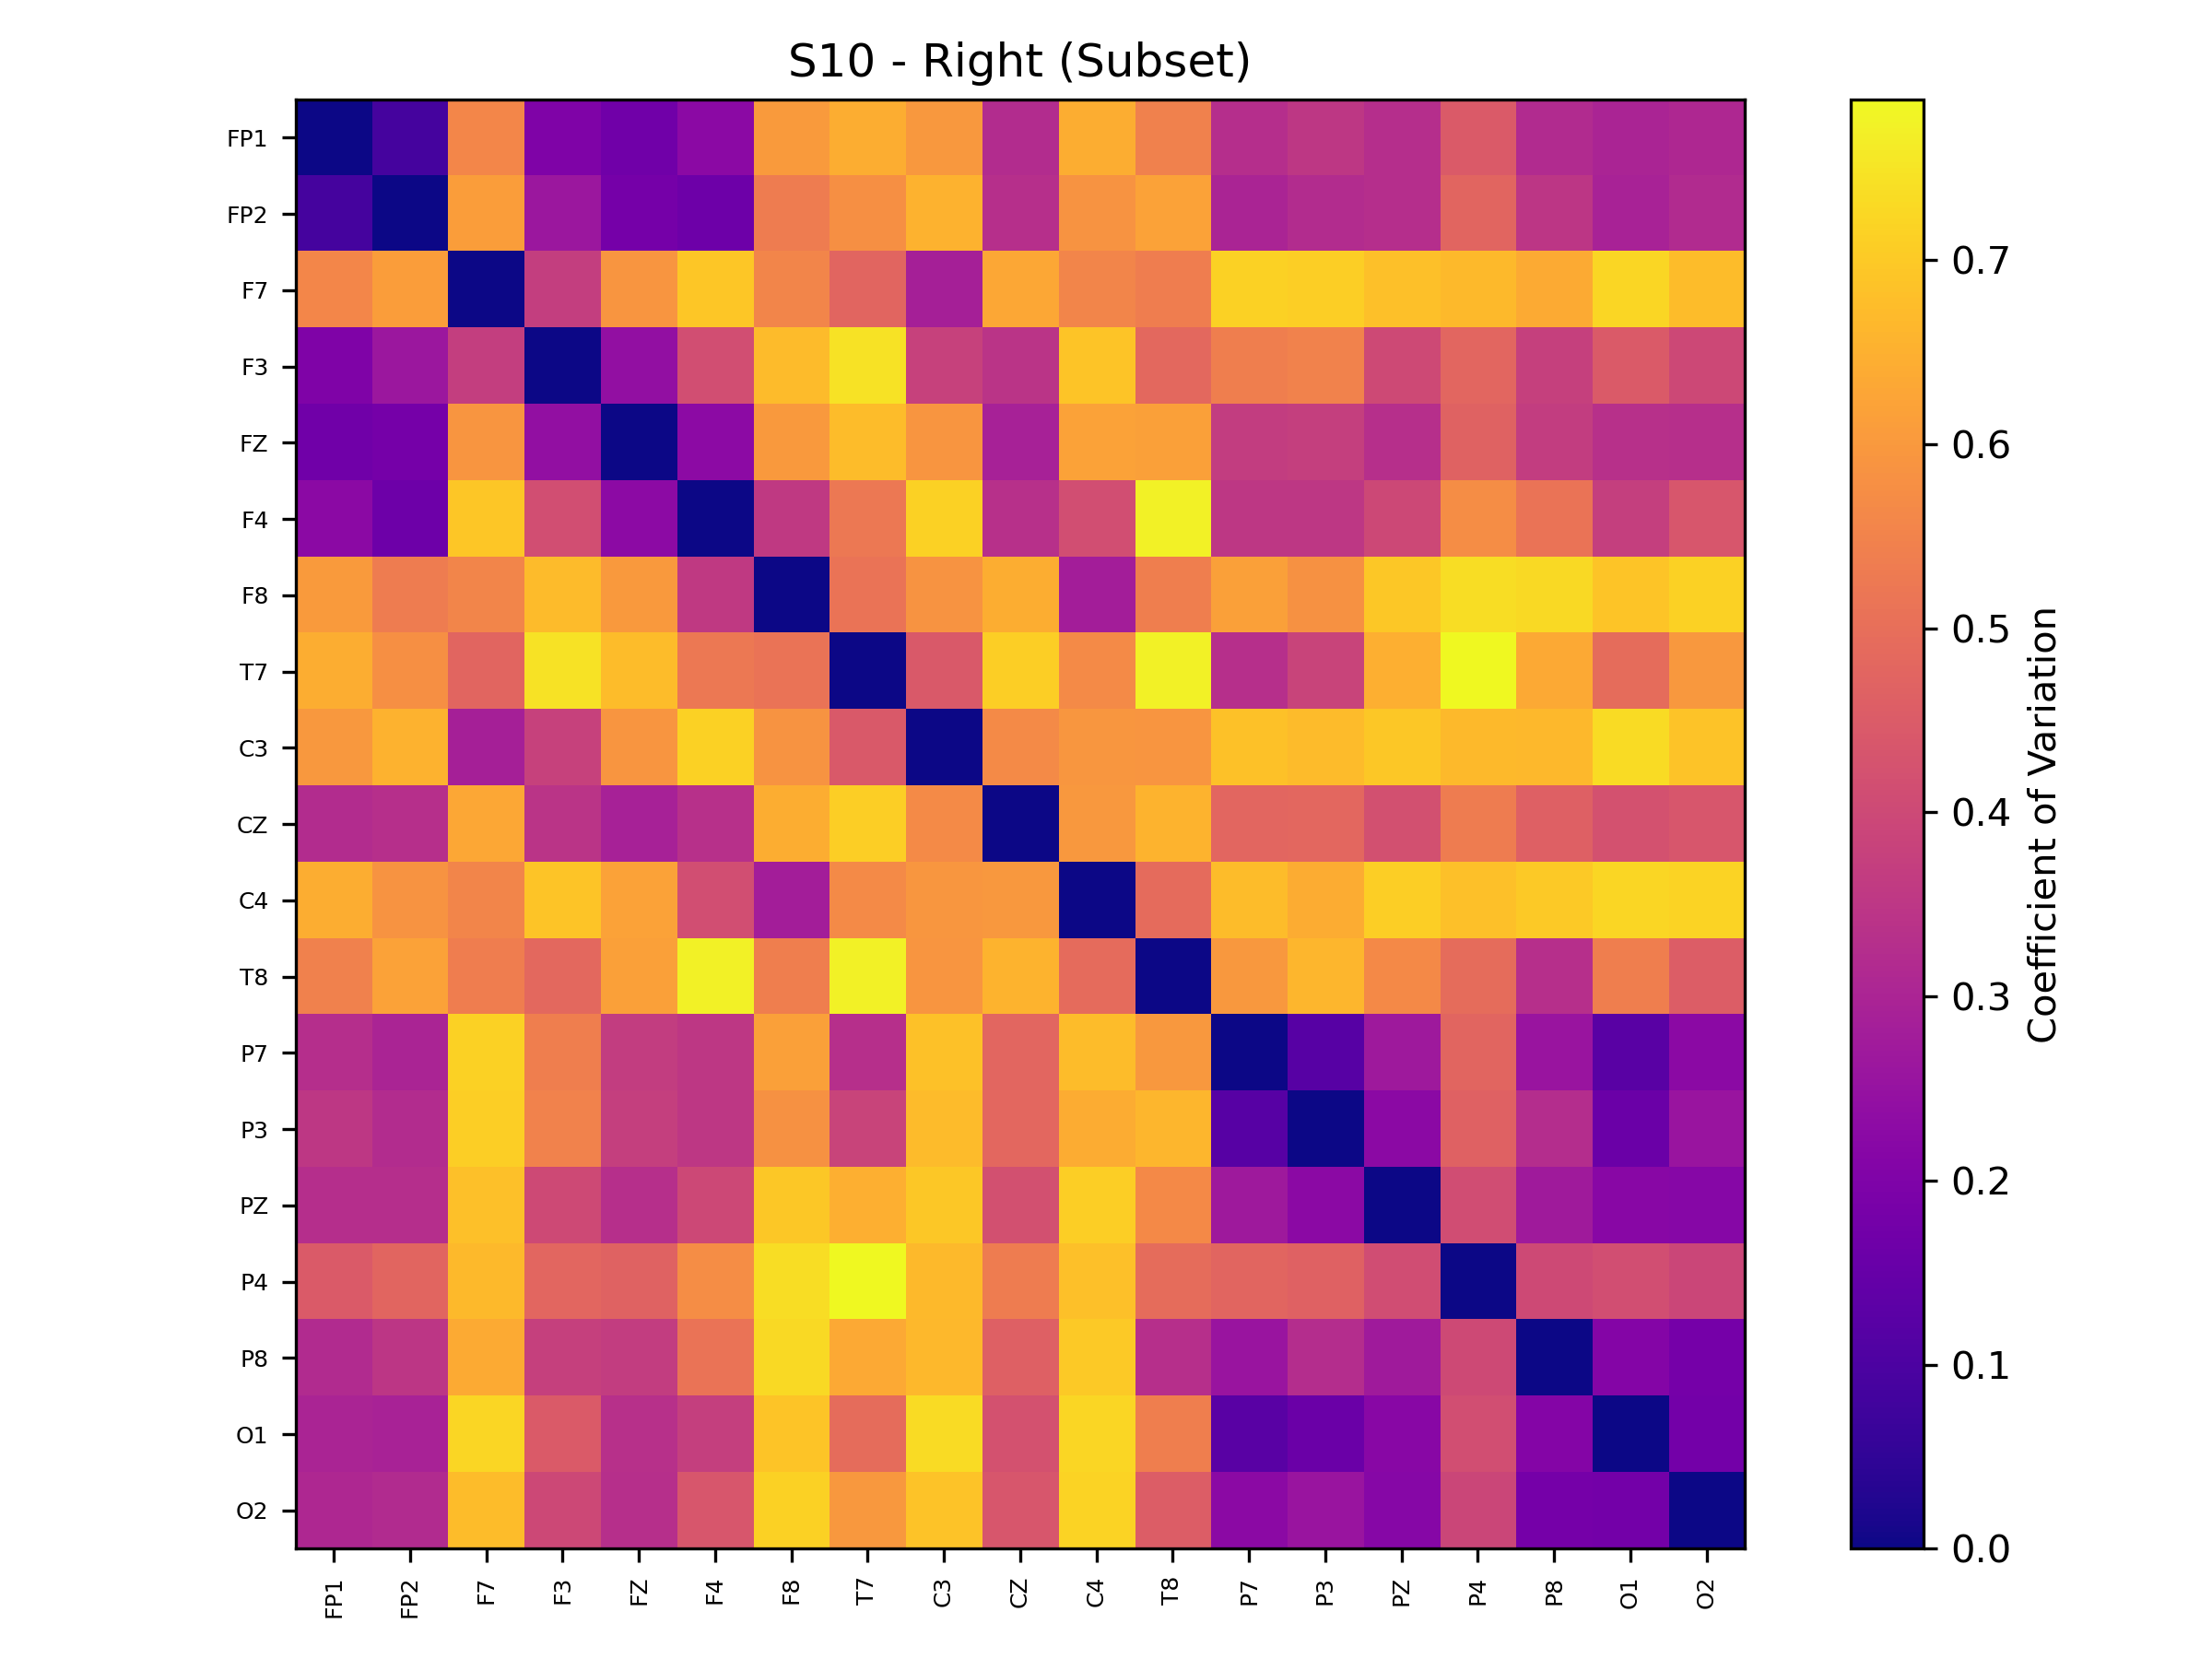 S10 - Right (Subset)
FP1
FP2
F7
F3
FZ
F4
F8
T7
C3
CZ
C4
T8
P7
P3
PZ
P4
P8
O1
O2
FP1
FP2
F7
F3
FZ
F4
F8
T7
C3
CZ
C4
T8
P7
P3
PZ
P4
P8
O1
O2
0.7
0.6
0.5
0.4
0.3
0.2
0.1
0.0
Coefficient of Variation